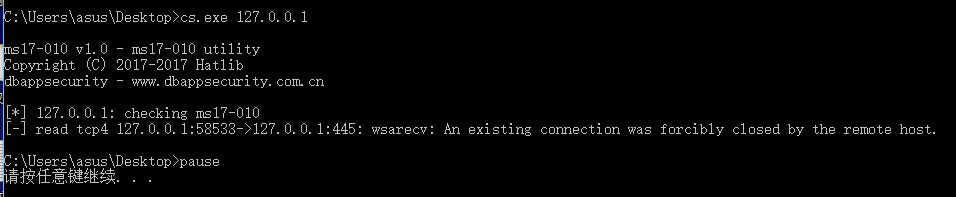 C:\Users\asus\Desktop>cs.exe 127.0.0.1
ms17-010 v1.0 - ms17-010 utility
Copyright (C) 2017-2017 Hatlib
dbappsecurity - www.dbappsecurity.com.cn
[*] 127.0.0.1: checking ms17-010
[-] read tcp4 127.0.0.1:58533->127.0.0.1:445: wsarecv: An existing connection was forcibly closed by the remote host.
C:\Users\asus\Desktop>pause
请按任意键继续. . .